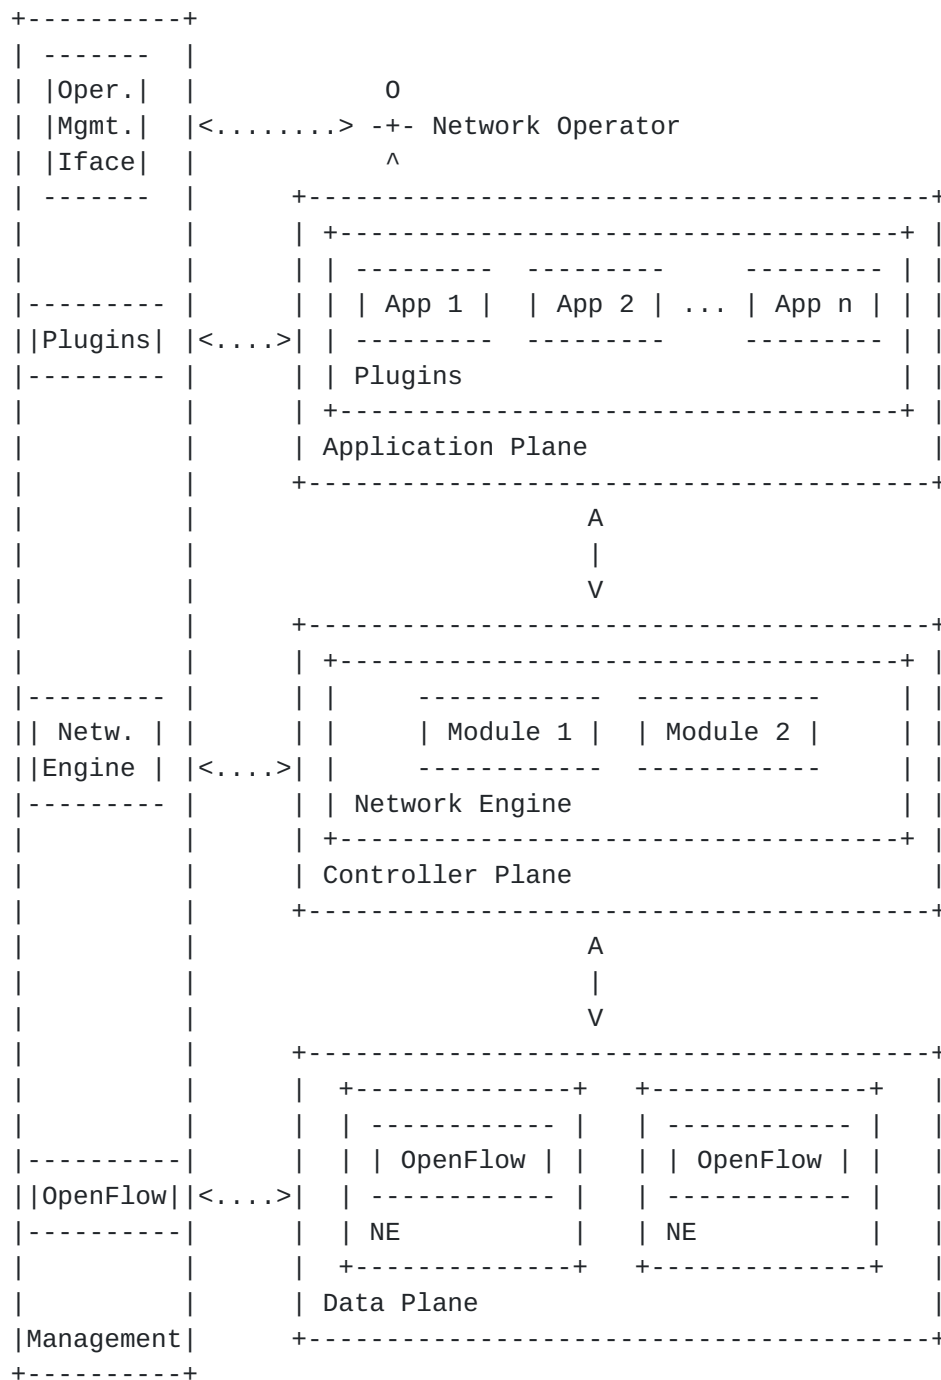 +----------+
| ------- |
| |Oper.| | O
| |Mgmt.| |<........> -+- Network Operator
| |Iface| | ^
| ------- | +----------------------------------------+
| | | +------------------------------------+ |
| | | | --------- --------- --------- | |
|--------- | | | | App 1 | | App 2 | ... | App n | | |
||Plugins| |<....>| | --------- --------- --------- | |
|--------- | | | Plugins | |
| | | +------------------------------------+ |
| | | Application Plane |
| | +----------------------------------------+
| | A
| | |
| | V
| | +----------------------------------------+
| | | +------------------------------------+ |
|--------- | | | ------------ ------------ | |
|| Netw. | | | | | Module 1 | | Module 2 | | |
||Engine | |<....>| | ------------ ------------ | |
|--------- | | | Network Engine | |
| | | +------------------------------------+ |
| | | Controller Plane |
| | +----------------------------------------+
| | A
| | |
| | V
| | +----------------------------------------+
| | | +--------------+ +--------------+ |
| | | | ------------ | | ------------ | |
|----------| | | | OpenFlow | | | | OpenFlow | | |
||OpenFlow||<....>| | ------------ | | ------------ | |
|----------| | | NE | | NE | |
| | | +--------------+ +--------------+ |
| | | Data Plane |
|Management| +----------------------------------------+
+----------+